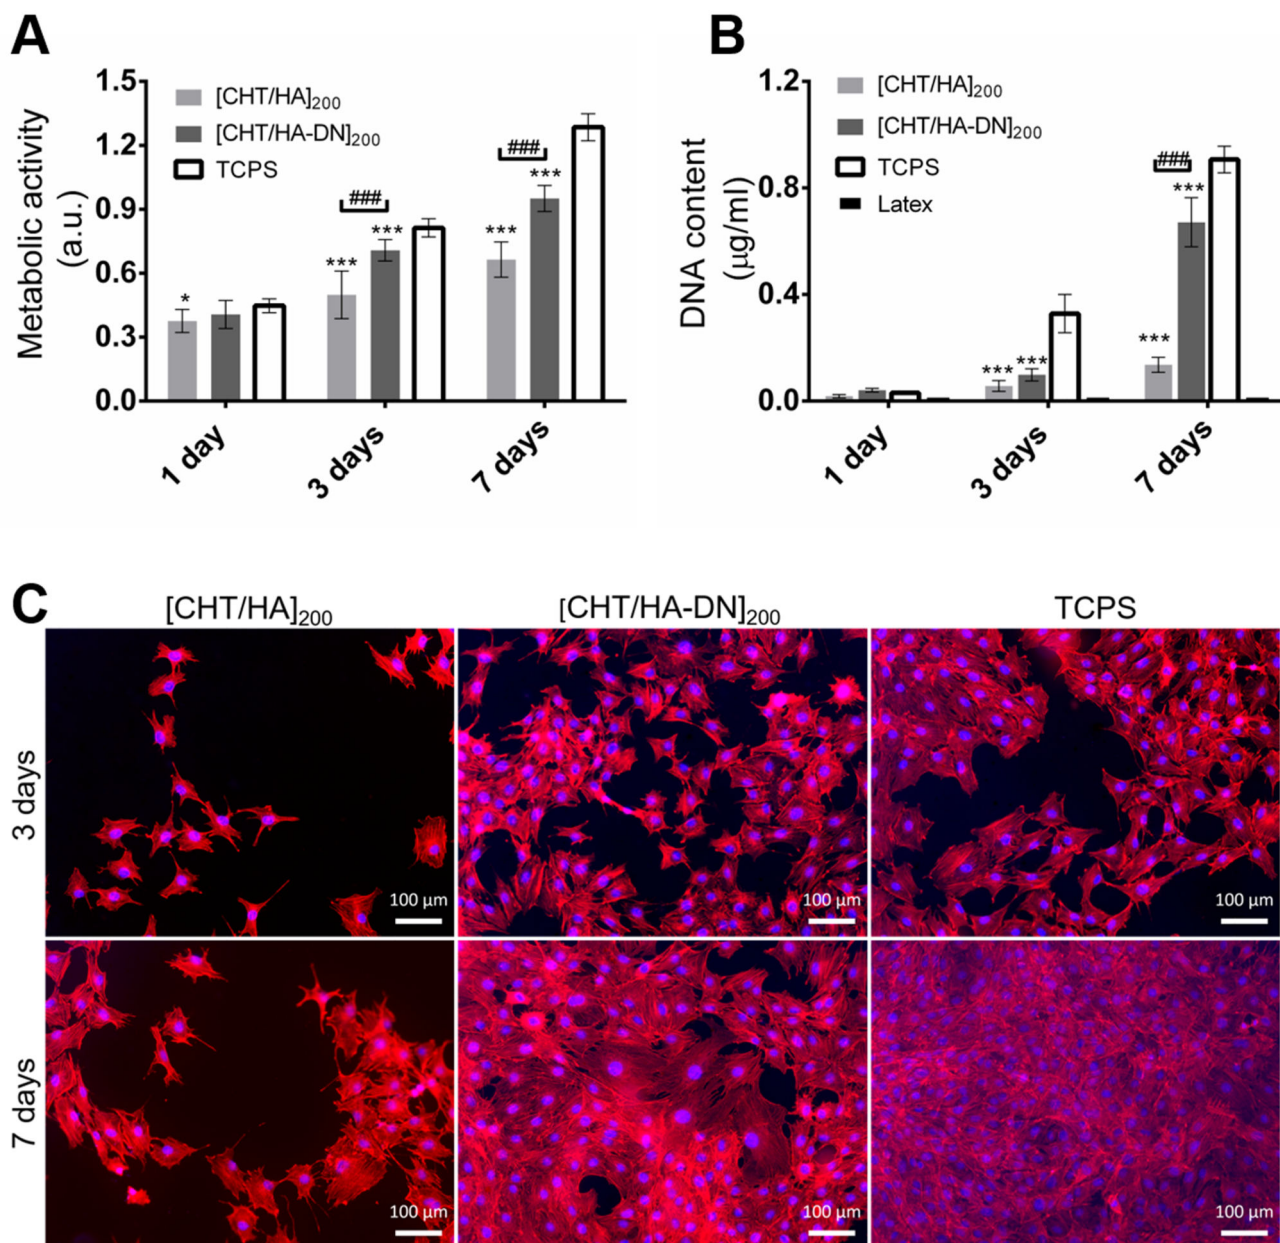 A
1.5
1.2
0.9
0.6
0.3
0.0
Metabolic activity
(a.u.)
[CHT/HA]200
[CHT/HA-DN]200
TCPS
*
***
###
***
***
###
***
1 day
3 days
7 days
B
1.2
0.8
0.4
0.0
DNA content
(μg/ml)
[CHT/HA]200
[CHT/HA-DN]200
TCPS
Latex
***
***
***
###
***
1 day
3 days
7 days
C
[CHT/HA]200
[CHT/HA-DN]200
TCPS
3 days
100 μm
100 μm
100 μm
7 days
100 μm
100 μm
100 μm